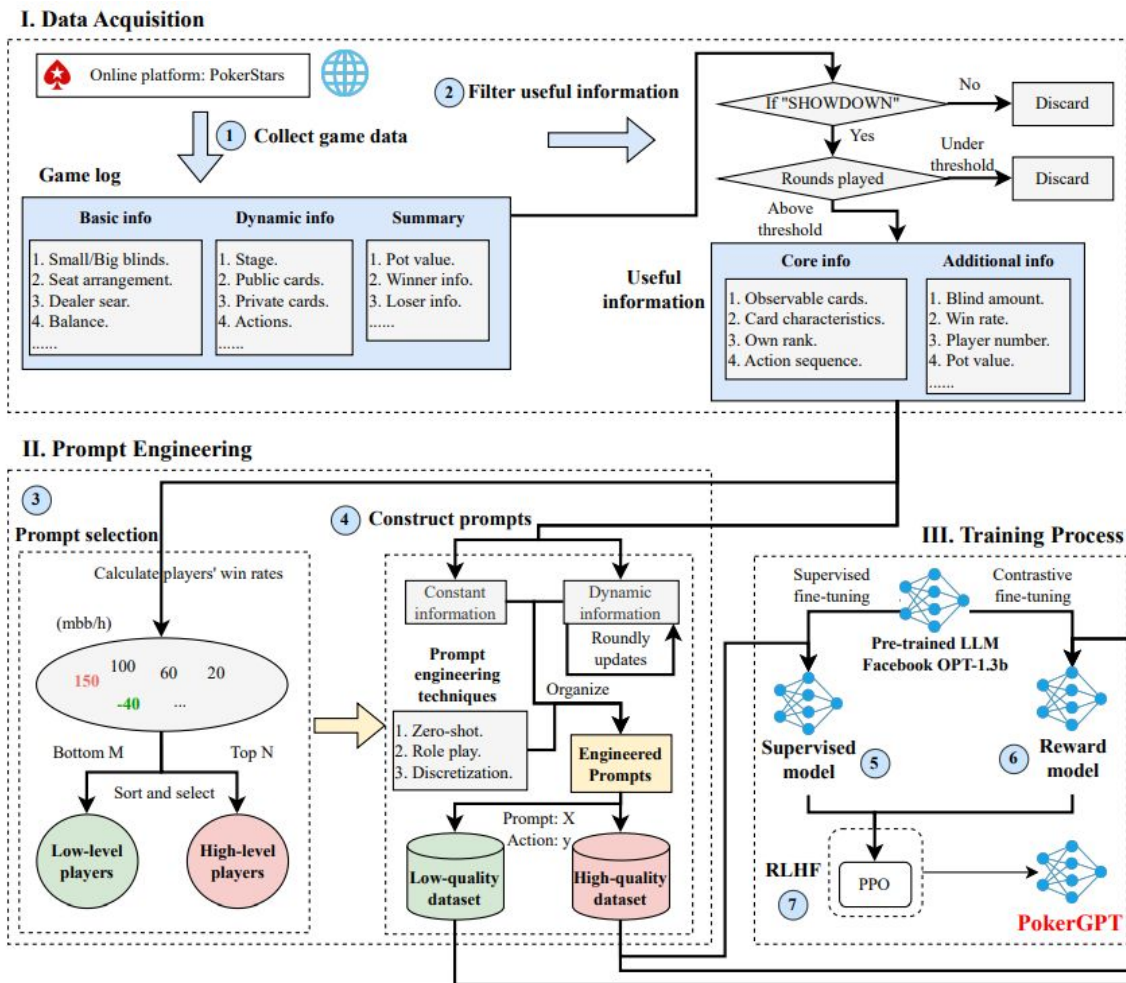 I. Data Acquisition
Online platform: PokerStars
1 Collect game data
2 Filter useful information
If "SHOWDOWN"
No
Discard
Yes
Rounds played
Under
threshold
Discard
Above
threshold
Game log
Basic info
1. Small/Big blinds.
2. Seat arrangement.
3. Dealer sear.
4. Balance.
......
Dynamic info
1. Stage.
2. Public cards.
3. Private cards.
4. Actions.
......
Summary
1. Pot value.
2. Winner info.
3. Loser info.
......
Useful
information
Core info
1. Observable cards.
2. Card characteristics.
3. Own rank.
4. Action sequence.
Additional info
1. Blind amount.
2. Win rate.
3. Player number.
4. Pot value.
......
II. Prompt Engineering
3
Prompt selection
Calculate players' win rates
(mbb/h)
150
100
60
20
-40
...
Bottom M
Top N
Sort and select
Low-level
players
High-level
players
4 Construct prompts
Constant
information
Dynamic
information
Roundly
updates
Prompt
engineering
techniques
1. Zero-shot.
2. Role play.
3. Discretization.
Organize
Engineered
Prompts
Prompt: X
Action: y
Low-quality
dataset
High-quality
dataset
III. Training Process
Supervised
fine-tuning
Contrastive
fine-tuning
Pre-trained LLM
Facebook OPT-1.3b
Supervised
model
5
6
Reward
model
RLHF
7
PPO
PokerGPT